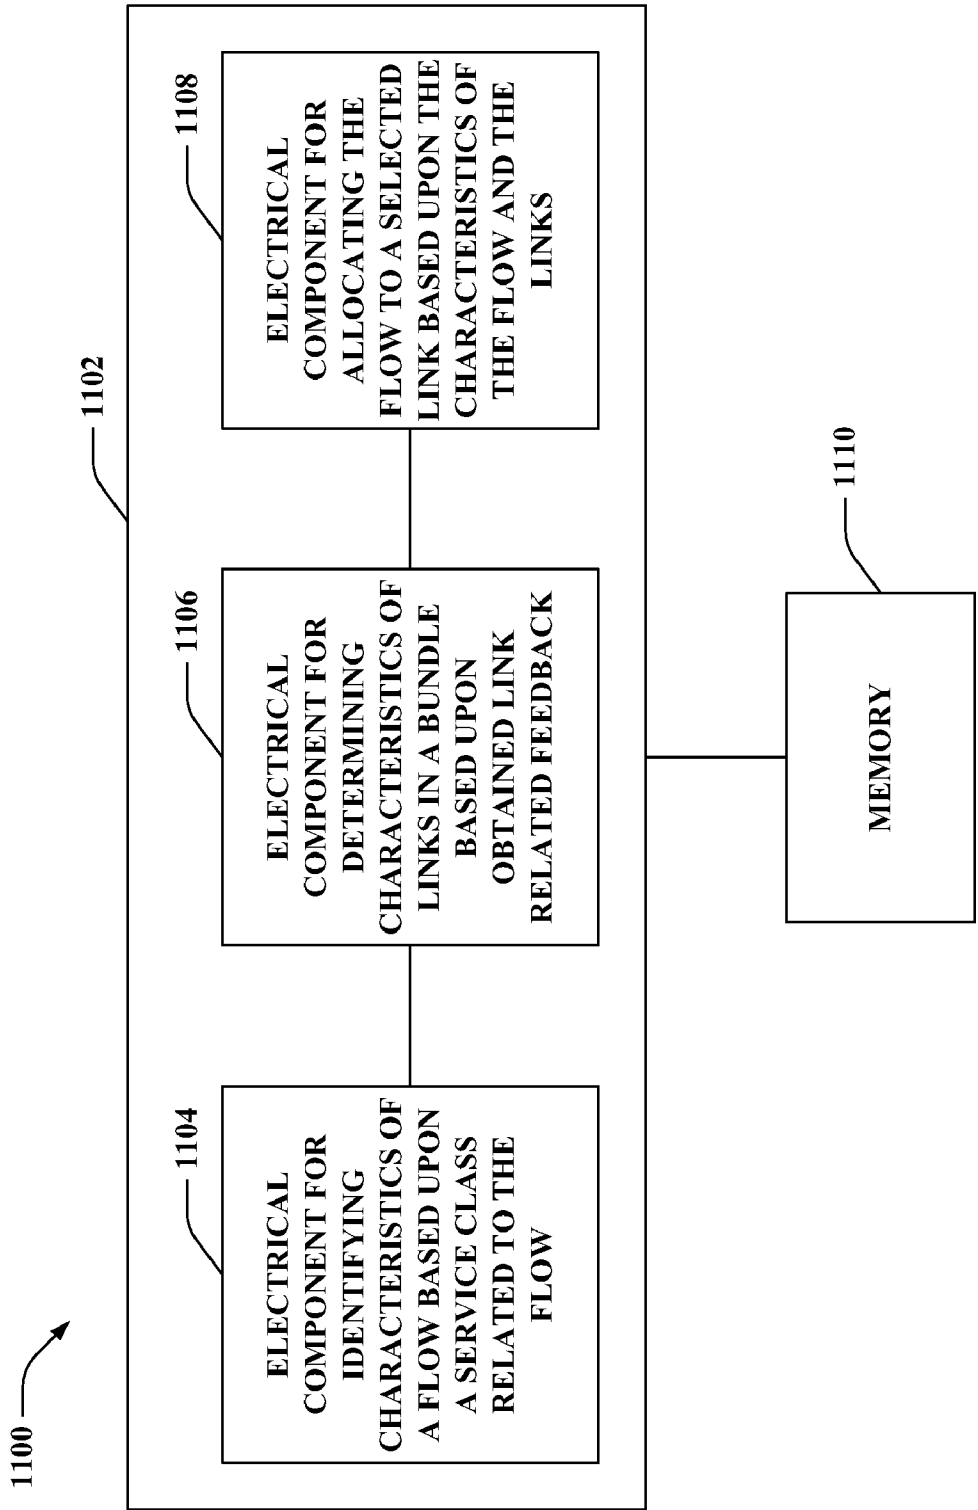 1100
1102
1104
ELECTRICAL
COMPONENT FOR
IDENTIFYING
CHARACTERISTICS OF
A FLOW BASED UPON
A SERVICE CLASS
RELATED TO THE
FLOW
1106
ELECTRICAL
COMPONENT FOR
DETERMINING
CHARACTERISTICS OF
LINKS IN A BUNDLE
BASED UPON
OBTAINED LINK
RELATED FEEDBACK
1108
ELECTRICAL
COMPONENT FOR
ALLOCATING THE
FLOW TO A SELECTED
LINK BASED UPON THE
CHARACTERISTICS OF
THE FLOW AND THE
LINKS
1110
MEMORY